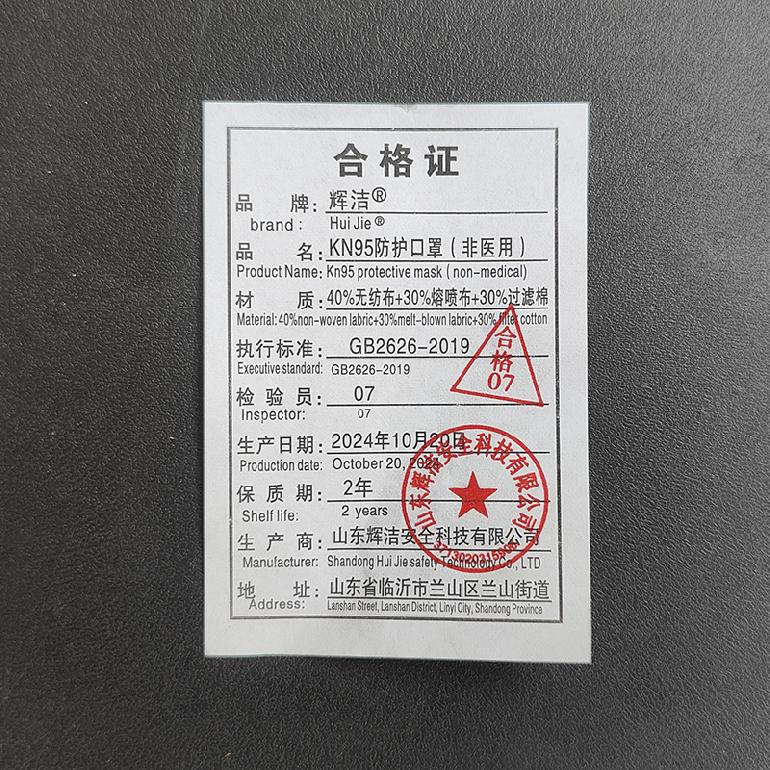 合格证
品 牌： 辉洁®
brand： Hui Jie ®
品 名： KN95防护口罩（非医用）
Product Name: Kn95 protective mask ( non-medical)
材 质： 40%无纺布+30%熔喷布+30%过滤棉
Material: 40%non-woven labric+30%melt-blown labric+30% filter cotton
执行标准： GB2626-2019
Executive standard: GB2626-2019
检 验 员： 07
Inspector: 07
合格
07
生产日期： 2024年10月20日
Production date: October 20, 2024
保 质 期： 2年
Shelf life: 2 years
生 产 商： 山东辉洁安全科技有限公司
Manufacturer: Shandong Hui Jie safety Technology Co., LTD
地 址： 山东省临沂市兰山区兰山街道
Address: Lanshan Street, Lanshan District, Linyi City, Shandong Province
山东辉洁安全科技有限公司